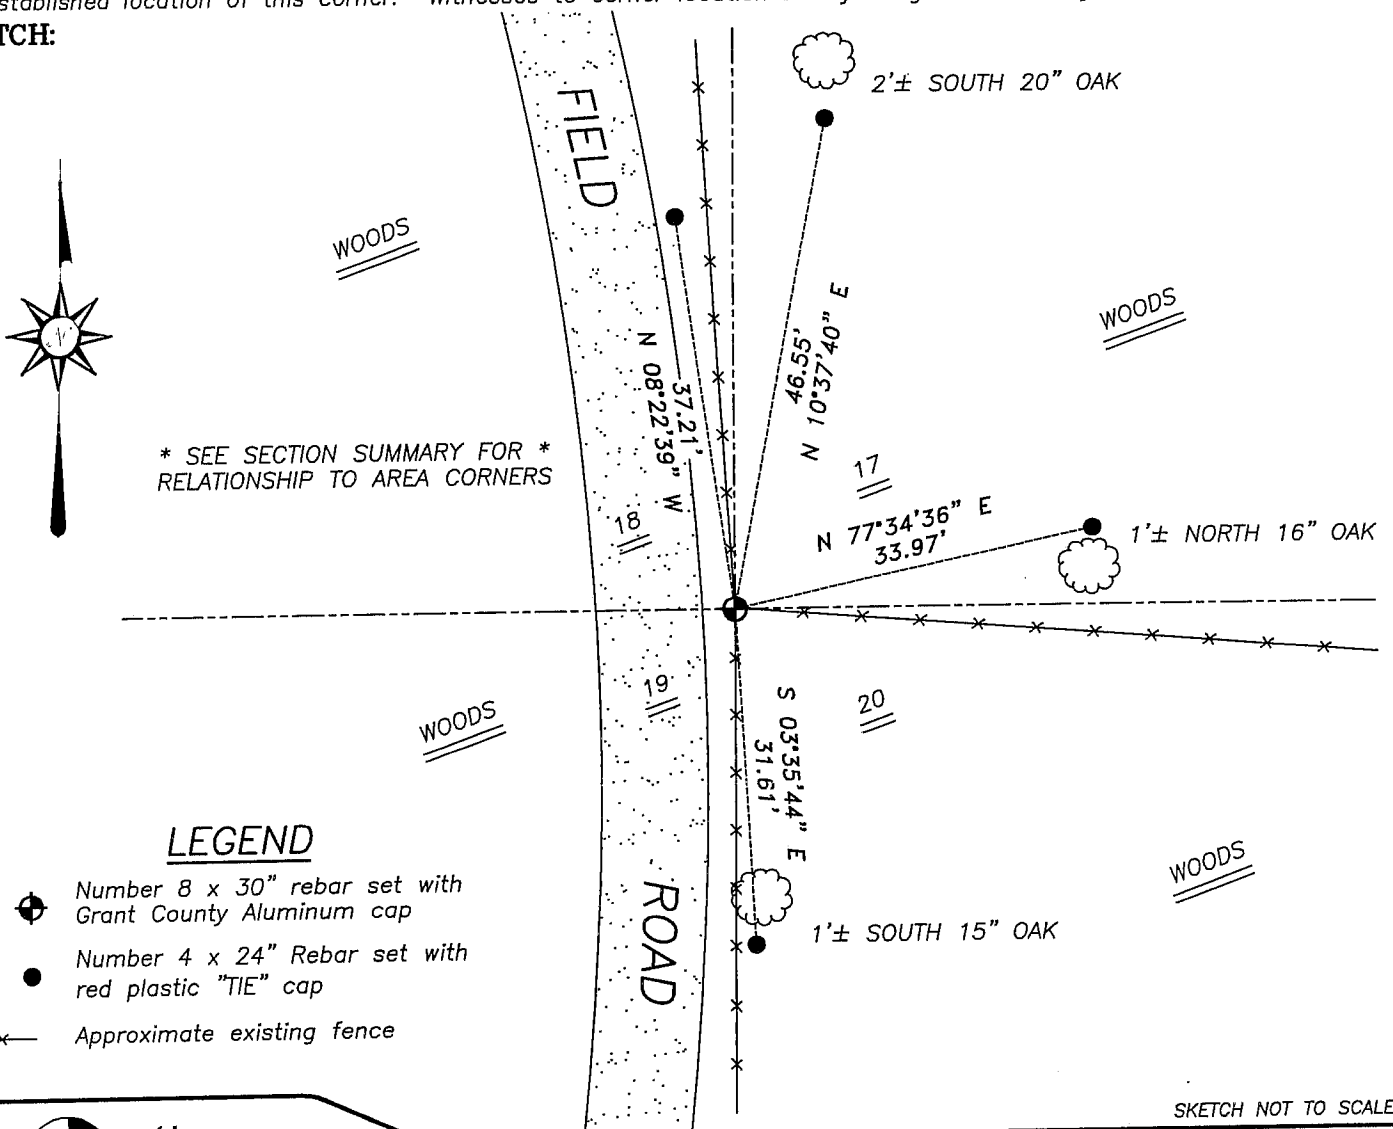 TCH:
2'± SOUTH 20" OAK
FIELD
WOODS
WOODS
46.55'
N 10°37'40" E
37.21'
N 08°22'39" W
* SEE SECTION SUMMARY FOR *
RELATIONSHIP TO AREA CORNERS
17
18
N 77°34'36" E
33.97'
1'± NORTH 16" OAK
19
20
WOODS
S 03°35'44" E
31.61'
LEGEND
Number 8 x 30" rebar set with
Grant County Aluminum cap
Number 4 x 24" Rebar set with
red plastic "TIE" cap
Approximate existing fence
ROAD
1'± SOUTH 15" OAK
WOODS
SKETCH NOT TO SCALE